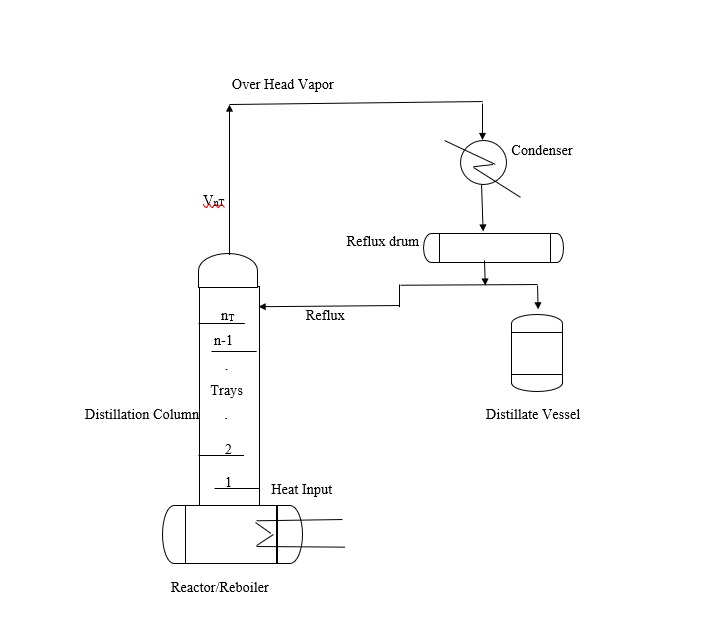 Over Head Vapor
Condenser
VnT
Reflux drum
nT
Reflux
n-1
.
Trays
Distillation Column
.
Distillate Vessel
2
1
Heat Input
Reactor/Reboiler